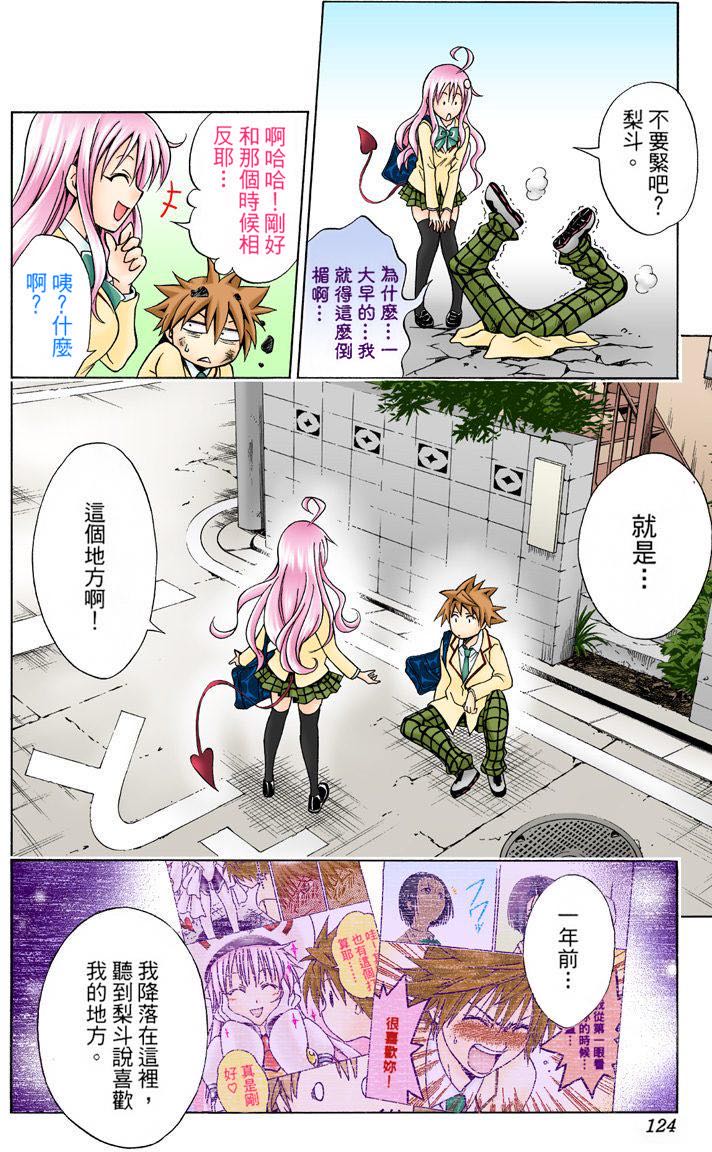 不要緊吧?
梨斗。
為什麼…一
大早的…我
就得這麼倒
楣啊…
啊哈哈!剛好
和那個時候相
反耶…
咦?什麼
啊?
就是…
這個地方啊!
一年前…
就從第一眼看
的時候…
很喜歡妳!
也有這個打
算耶……
真是剛
好♡
我降落在這裡,
聽到梨斗說喜歡
我的地方。
124